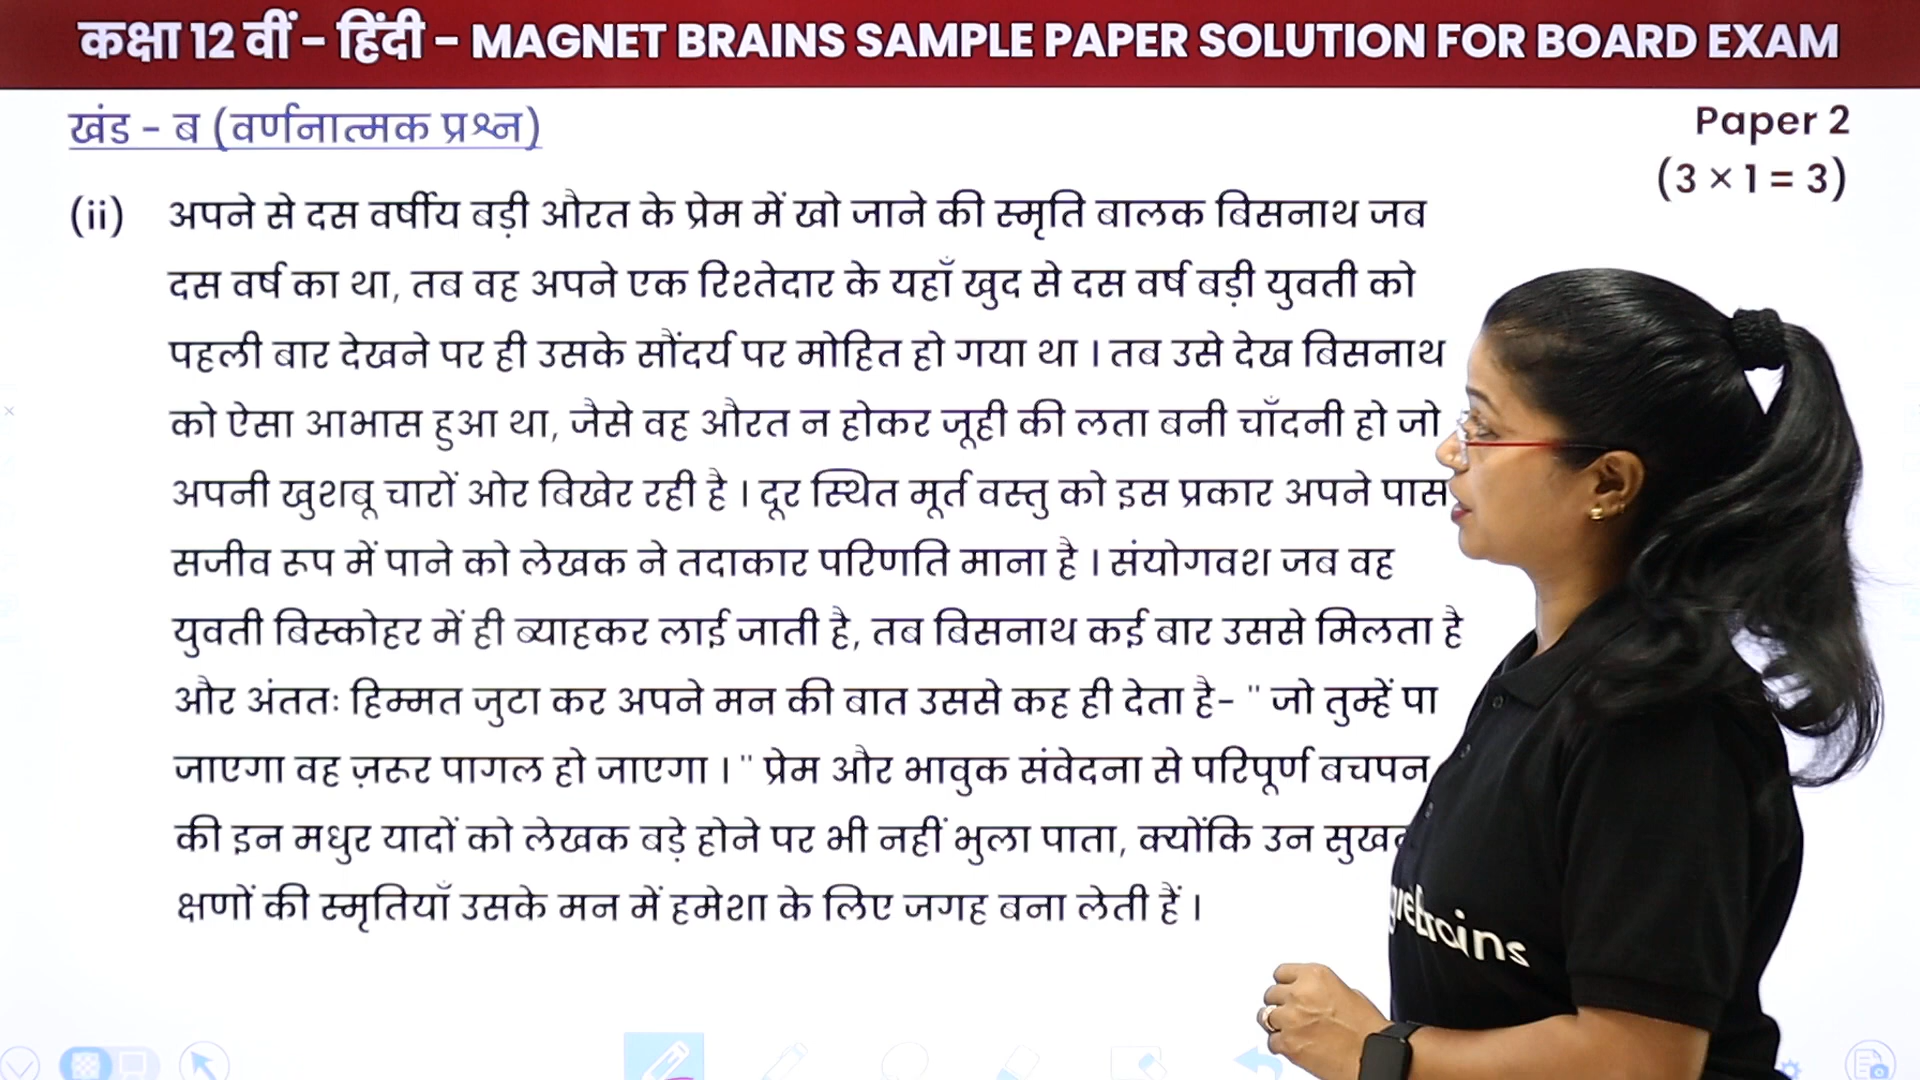 कक्षा 12 वीं - हिंदी - MAGNET BRAINS SAMPLE PAPER SOLUTION FOR BOARD EXAM
खंड - ब (वर्णनात्मक प्रश्न)
Paper 2
(3 × 1 = 3)
(ii) अपने से दस वर्षीय बड़ी औरत के प्रेम में खो जाने की स्मृति बालक बिसनाथ जब
दस वर्ष का था, तब वह अपने एक रिश्तेदार के यहाँ खुद से दस वर्ष बड़ी युवती को
पहली बार देखने पर ही उसके सौंदर्य पर मोहित हो गया था । तब उसे देख बिसनाथ
को ऐसा आभास हुआ था, जैसे वह औरत न होकर जूही की लता बनी चाँदनी हो जो
अपनी खुशबू चारों ओर बिखेर रही है । दूर स्थित मूर्त वस्तु को इस प्रकार अपने पास
सजीव रूप में पाने को लेखक ने तदाकार परिणति माना है । संयोगवश जब वह
युवती बिस्कोहर में ही ब्याहकर लाई जाती है, तब बिसनाथ कई बार उससे मिलता है
और अंततः हिम्मत जुटा कर अपने मन की बात उससे कह ही देता है- " जो तुम्हें पा
जाएगा वह ज़रूर पागल हो जाएगा । " प्रेम और भावुक संवेदना से परिपूर्ण बचपन
की इन मधुर यादों को लेखक बड़े होने पर भी नहीं भुला पाता, क्योंकि उन
क्षणों की स्मृतियाँ उसके मन में हमेशा के लिए जगह बना लेती हैं ।